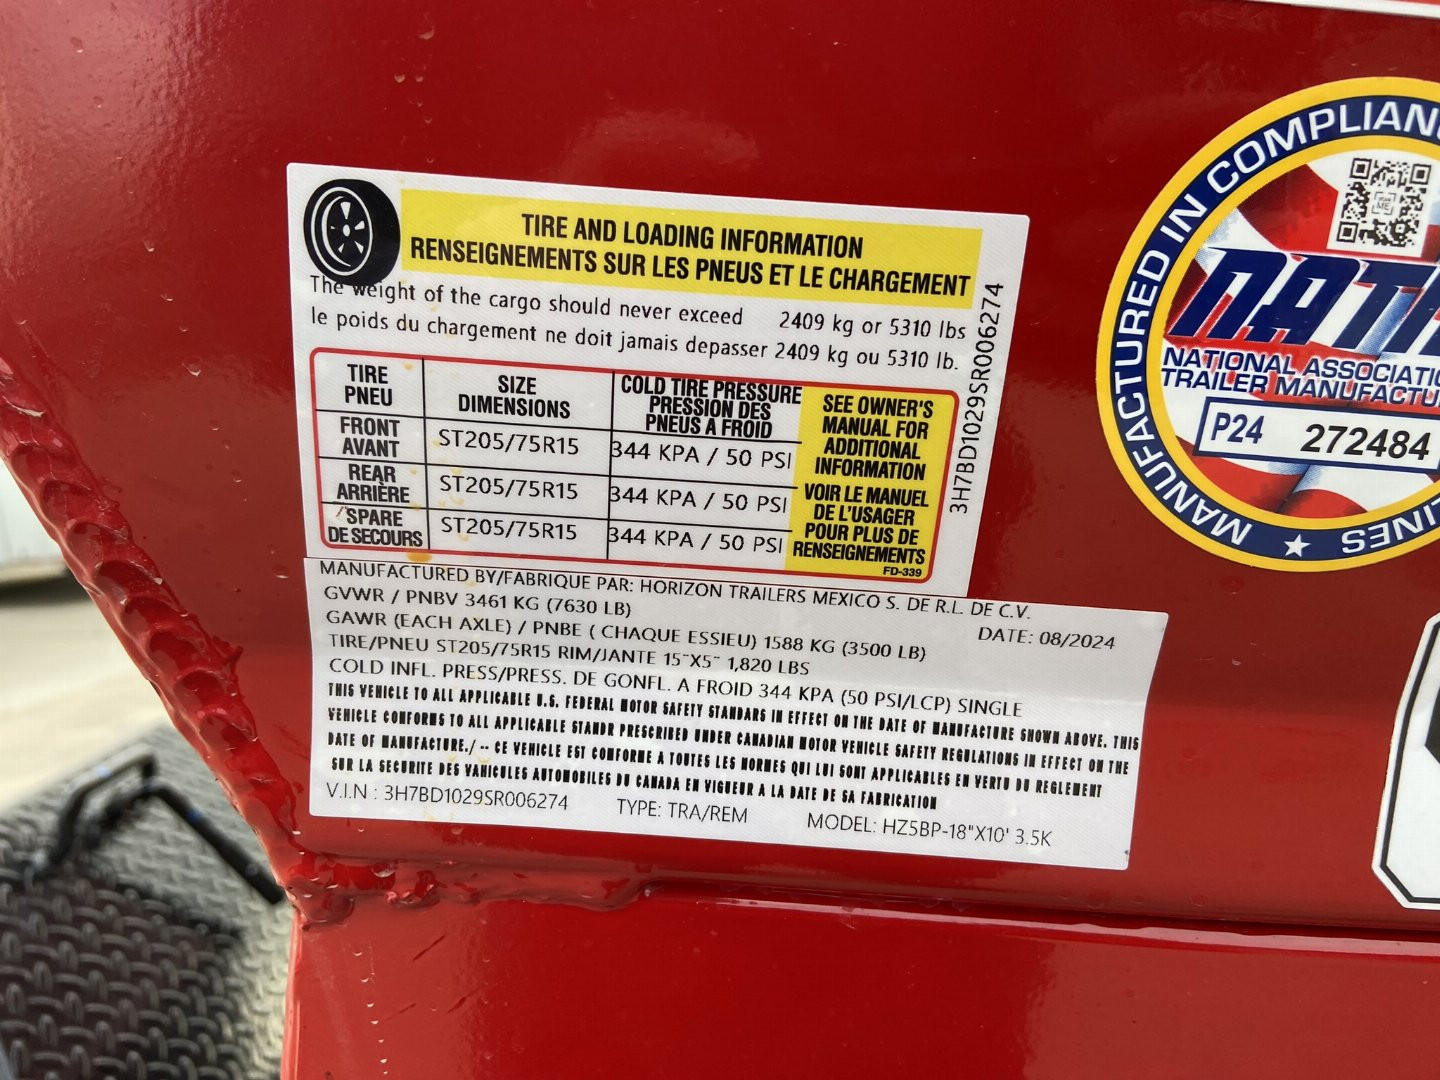 TIRE AND LOADING INFORMATION
RENSEIGNEMENTS SUR LES PNEUS ET LE CHARGEMENT
The weight of the cargo should never exceed 2409 kg or 5310 lbs
le poids du chargement ne doit jamais depasser 2409 kg ou 5310 lb.
TIRE
PNEU
SIZE
DIMENSIONS
COLD TIRE PRESSURE
PRESSION DES
PNEUS A FROID
FRONT
AVANT
ST205/75R15
344 KPA / 50 PSI
REAR
ARRIÈRE
ST205/75R15
344 KPA / 50 PSI
SPARE
DE SECOURS
ST205/75R15
344 KPA / 50 PSI
SEE OWNER'S
MANUAL FOR
ADDITIONAL
INFORMATION
VOIR LE MANUEL
DE L'USAGER
POUR PLUS DE
RENSEIGNEMENTS
FD-339
3H7BD1029SR006274
MANUFACTURED BY/FABRIQUE PAR: HORIZON TRAILERS MEXICO S. DE R.L. DE C.V.
GVWR / PNBV 3461 KG (7630 LB)
DATE: 08/2024
GAWR (EACH AXLE) / PNBE ( CHAQUE ESSIEU) 1588 KG (3500 LB)
TIRE/PNEU ST205/75R15 RIM/JANTE 15"X5" 1,820 LBS
COLD INFL. PRESS/PRESS. DE GONFL. A FROID 344 KPA (50 PSI/LCP) SINGLE
THIS VEHICLE TO ALL APPLICABLE U.S. FEDERAL MOTOR SAFETY STANDARS IN EFFECT ON THE DATE OF MANUFACTURE SHOWN ABOVE. THIS
VEHICLE CONFORMS TO ALL APPLICABLE STANDR PRESCRIBED UNDER CANADIAN MOTOR VEHICLE SAFETY REGULATIONS IN EFFECT ON THE
DATE OF MANUFACTURE./ -- CE VEHICLE EST CONFORME A TOUTES LES NORMES QUI LUI SONT APPLICABLES EN VERTU DU REGLEMENT
SUR LA SECURITE DES VAHICULES AUTOMOBILES DU CANADA EN VIGUEUR A LA DATE DE SA FABRICATION
V.I.N : 3H7BD1029SR006274 TYPE: TRA/REM MODEL: HZ5BP-18"X10' 3.5K
MANUFACTURED IN COMPLIAN
NAT
NATIONAL ASSOCIATIO
TRAILER MANUFACTU
P24 272484
LINES